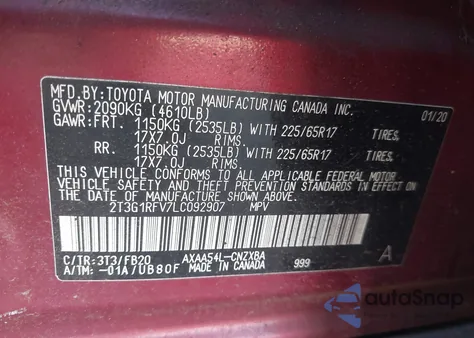 MFD.BY:TOYOTA MOTOR MANUFACTURING CANADA INC.
GVWR:2090KG (4610LB) 01/20
GAWR:FRT. 1150KG (2535LB) WITH 225/65R17 TIRES,
17X7.0J RIMS
RR. 1150KG (2535LB) WITH 225/65R17 TIRES,
17X7.0J RIMS
THIS VEHICLE CONFORMS TO ALL APPLICABLE FEDERAL MOTOR
VEHICLE SAFETY AND THEFT PREVENTION STANDARDS IN EFFECT ON
THE DATE OF MANUFACTURE SHOWN ABOVE.
2T3G1RFV7LC092907 MPV
C/TR:3T3/FB20 AXAA54L-CNZXBA A
A/TM: -01A/UB80F MADE IN CANADA 999
autoSnap